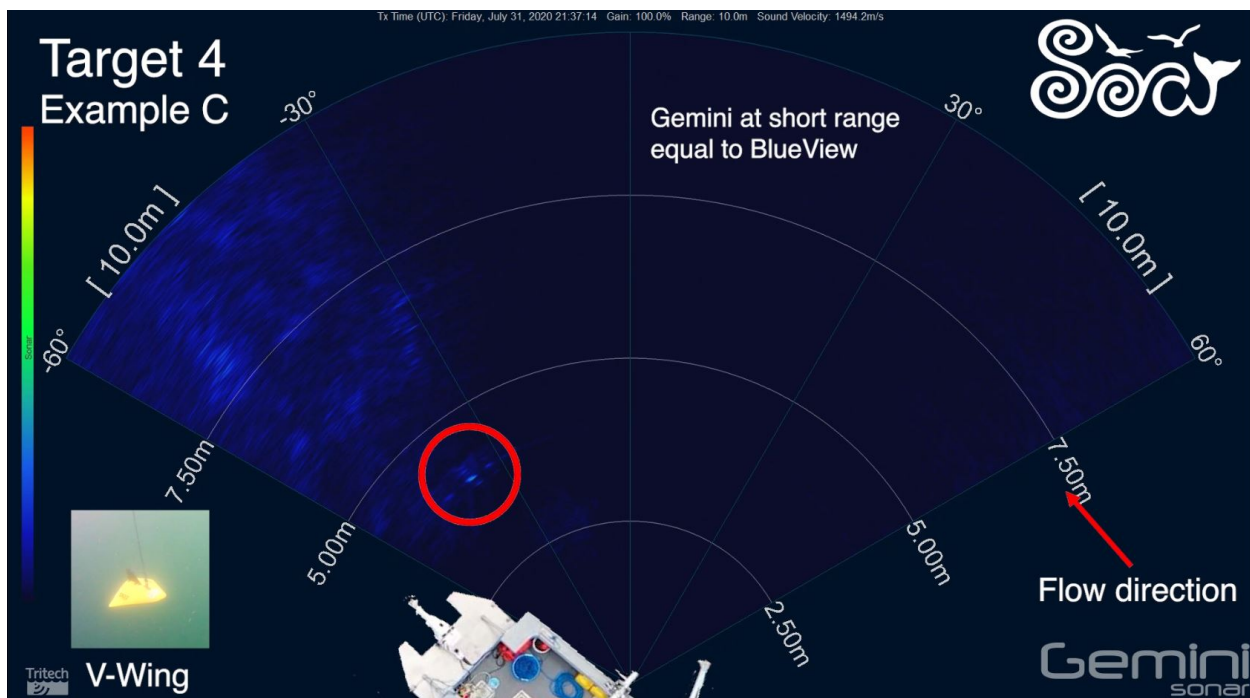 Tx Time (UTC): Friday, July 31, 2020 21:37:14 Gain: 100.0% Range: 10.0m Sound Velocity: 1494.2m/s
Target 4
Example C
-30°
30°
Gemini at short range
equal to BlueView
Soar
[ 10.0m ]
[ 10.0m ]
Sonar
-60°
60°
7.50m
7.50m
5.00m
5.00m
2.50m
Flow direction
Tritech
V-Wing
Gemini
sonar